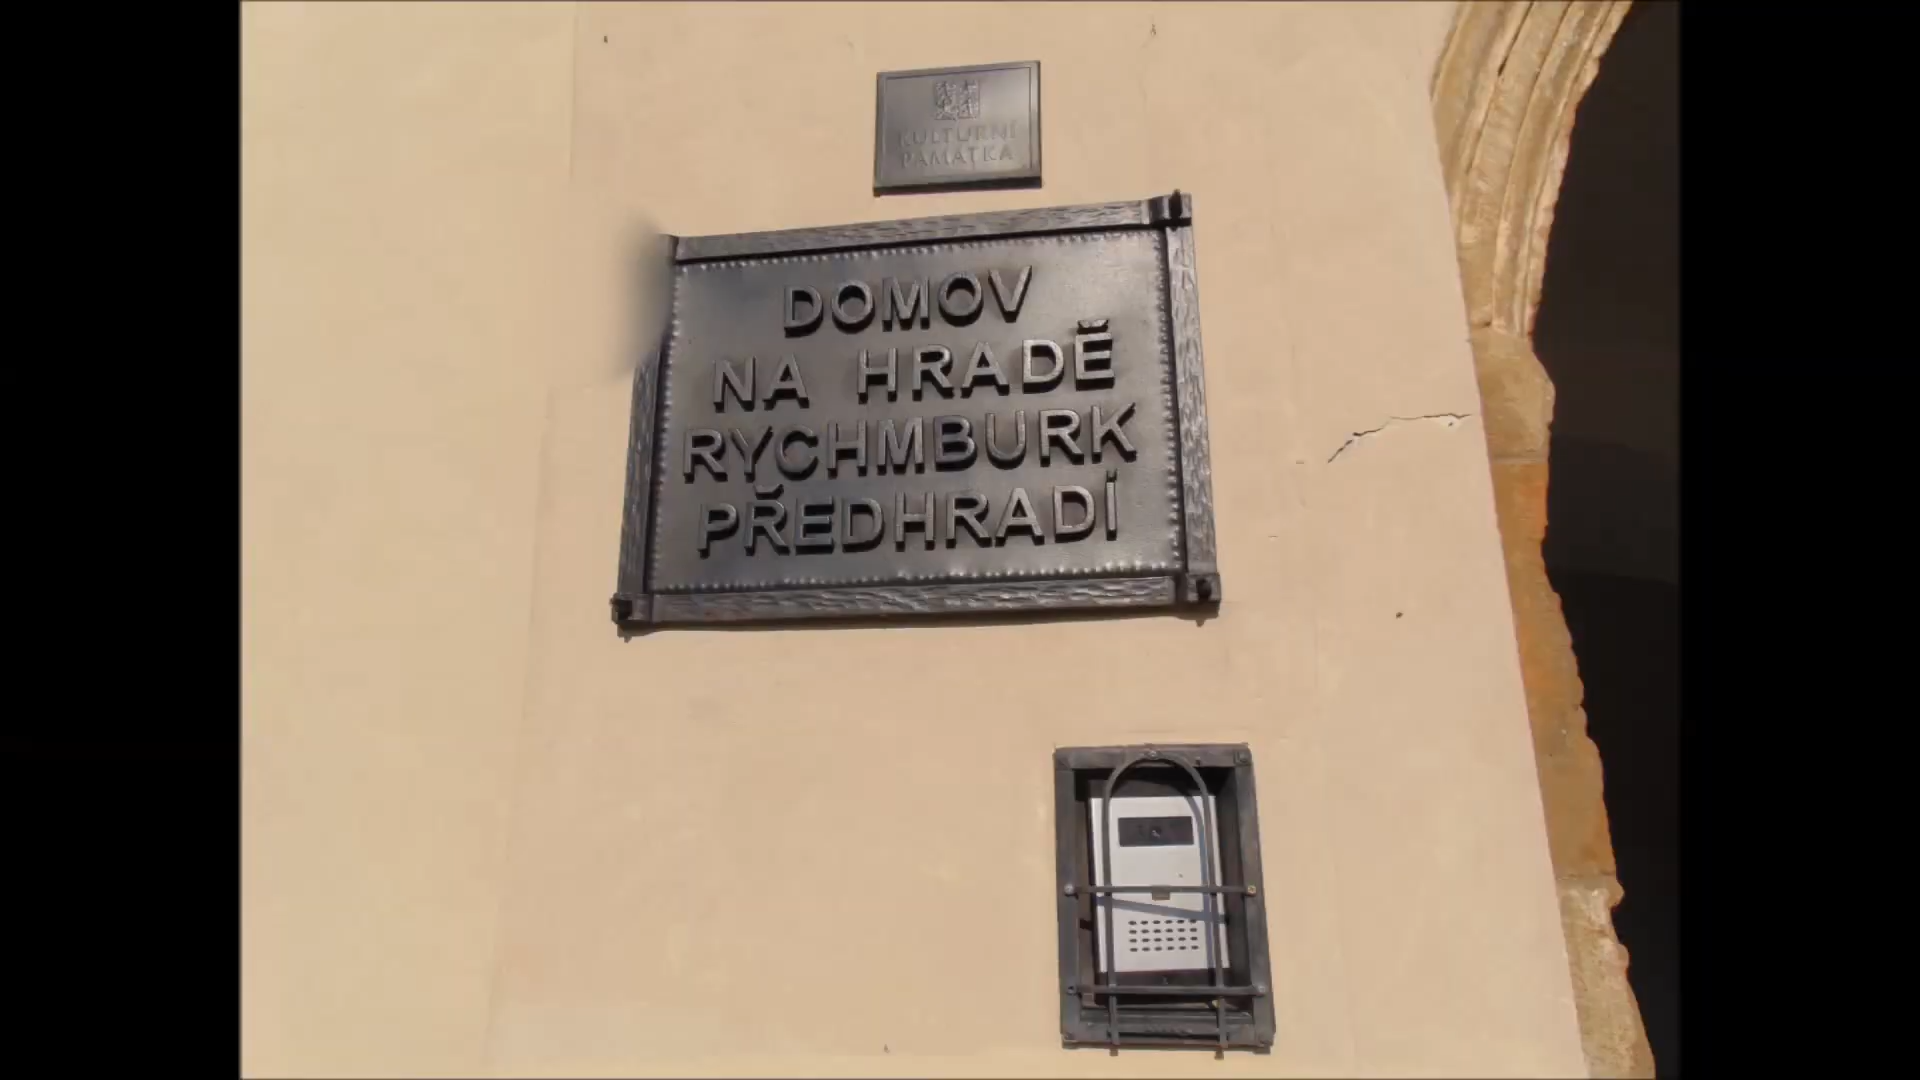 KULTURNÍ
PAMÁTKA
DOMOV
NA HRADĚ
RYCHMBURK
PŘEDHRADÍ